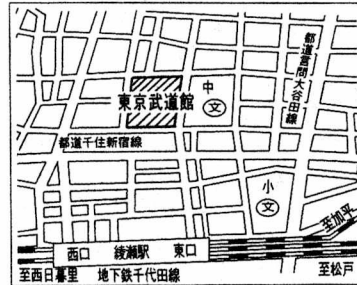 中
文
東京武道館
都道言問大谷田線
都道千住新宿線
小
文
至加平
西口 綾瀬駅 東口
至西日暮里 地下鉄千代田線
至松戸